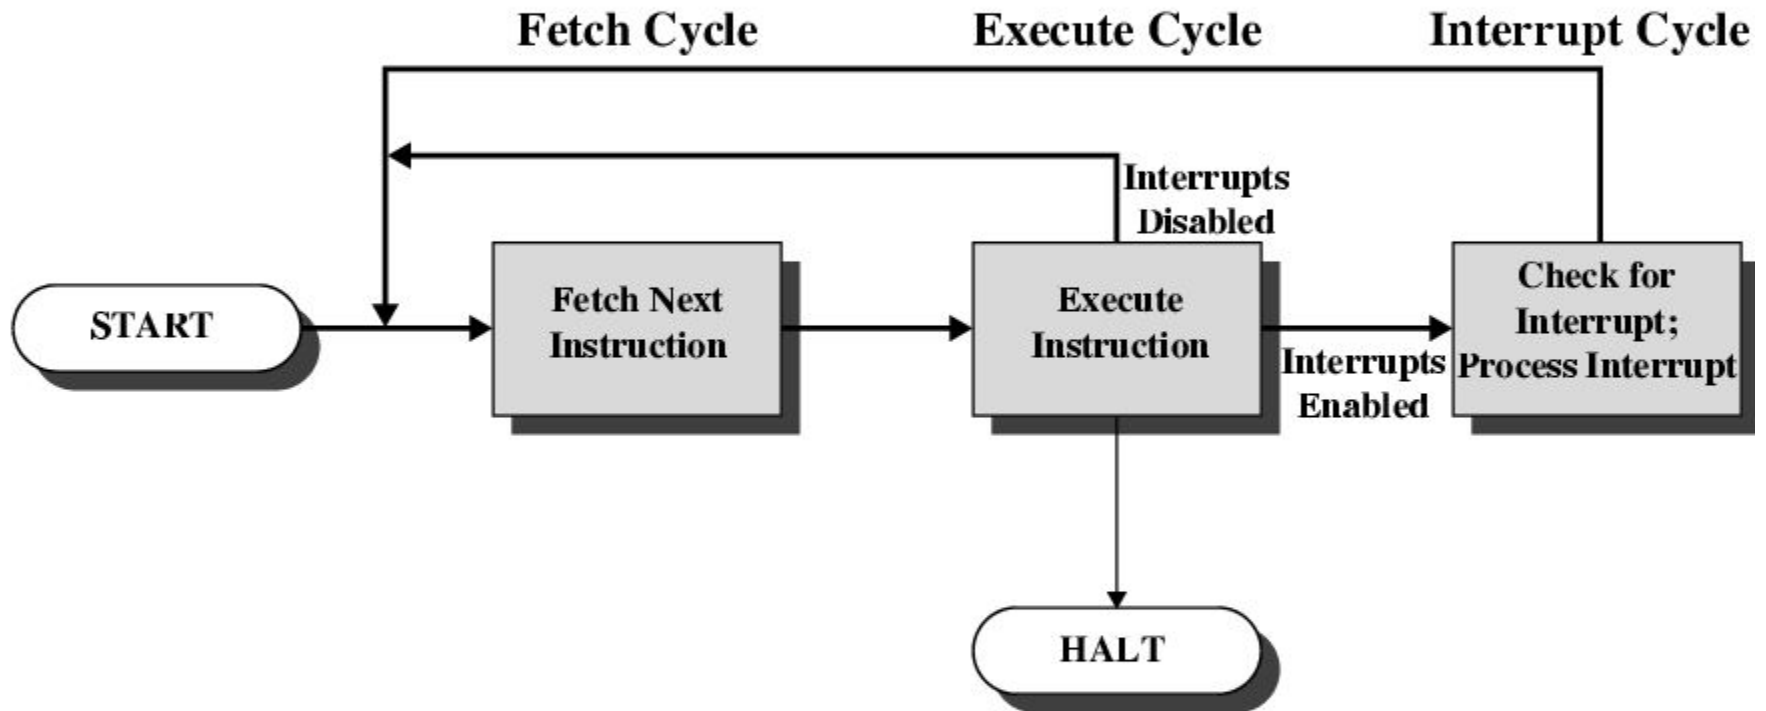 Fetch Cycle
Execute Cycle
Interrupt Cycle
Interrupts
Disabled
START
Fetch Next
Instruction
Execute
Instruction
Interrupts
Enabled
Check for
Interrupt;
Process Interrupt
HALT